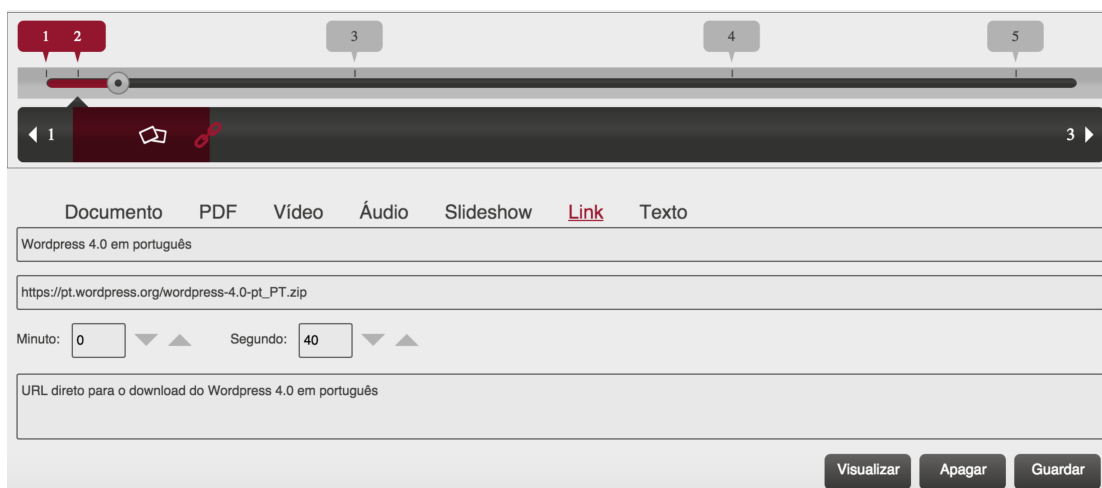 1 2 3 4 5
1 3
Documento PDF Vídeo Áudio Slideshow Link Texto
Wordpress 4.0 em português
https://pt.wordpress.org/wordpress-4.0-pt_PT.zip
Minuto: 0 Segundo: 40
URL direto para o download do Wordpress 4.0 em português
Visualizar Apagar Guardar